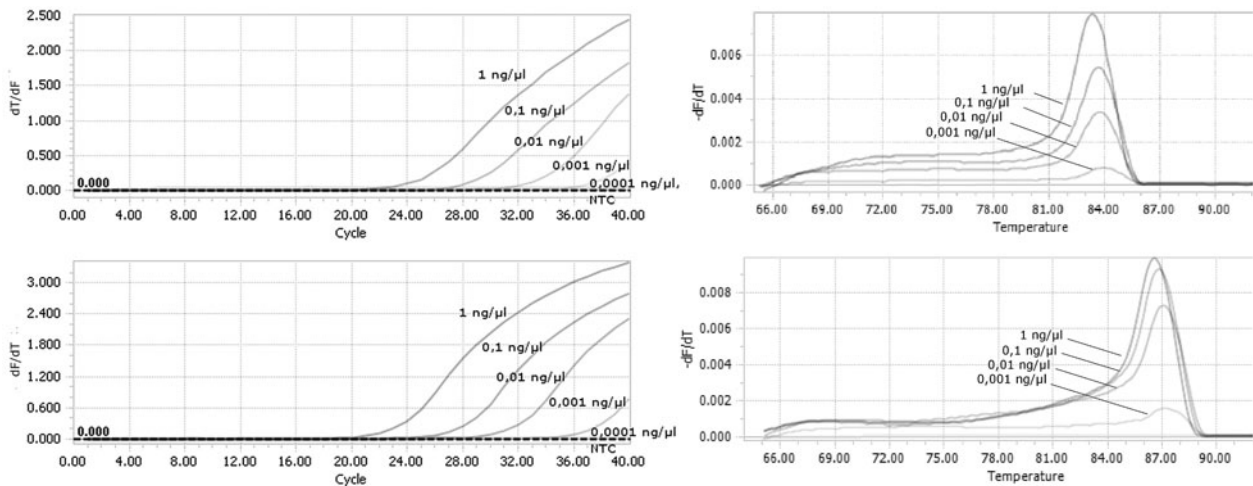 2.500
2.000
1.500
1.000
0.500
0.000
dT/dF
1 ng/µl
0,1 ng/µl
0,01 ng/µl
0,001 ng/µl
0.000
0,0001 ng/µl,
NTC
0.00 4.00 8.00 12.00 16.00 20.00 24.00 28.00 32.00 36.00 40.00
Cycle
0.006
0.004
0.002
0.000
-dF/dT
1 ng/µl
0,1 ng/µl
0,01 ng/µl
0,001 ng/µl
66.00 69.00 72.00 75.00 78.00 81.00 84.00 87.00 90.00
Temperature
3.000
2.400
1.800
1.200
0.600
0.000
dF/dT
1 ng/µl
0,1 ng/µl
0,01 ng/µl
0,001 ng/µl
0.000
0,0001 ng/µl
NTC
0.00 4.00 8.00 12.00 16.00 20.00 24.00 28.00 32.00 36.00 40.00
Cycle
0.008
0.006
0.004
0.002
0.000
-dF/dT
1 ng/µl
0,1 ng/µl
0,01 ng/µl
0,001 ng/µl
66.00 69.00 72.00 75.00 78.00 81.00 84.00 87.00 90.00
Temperature